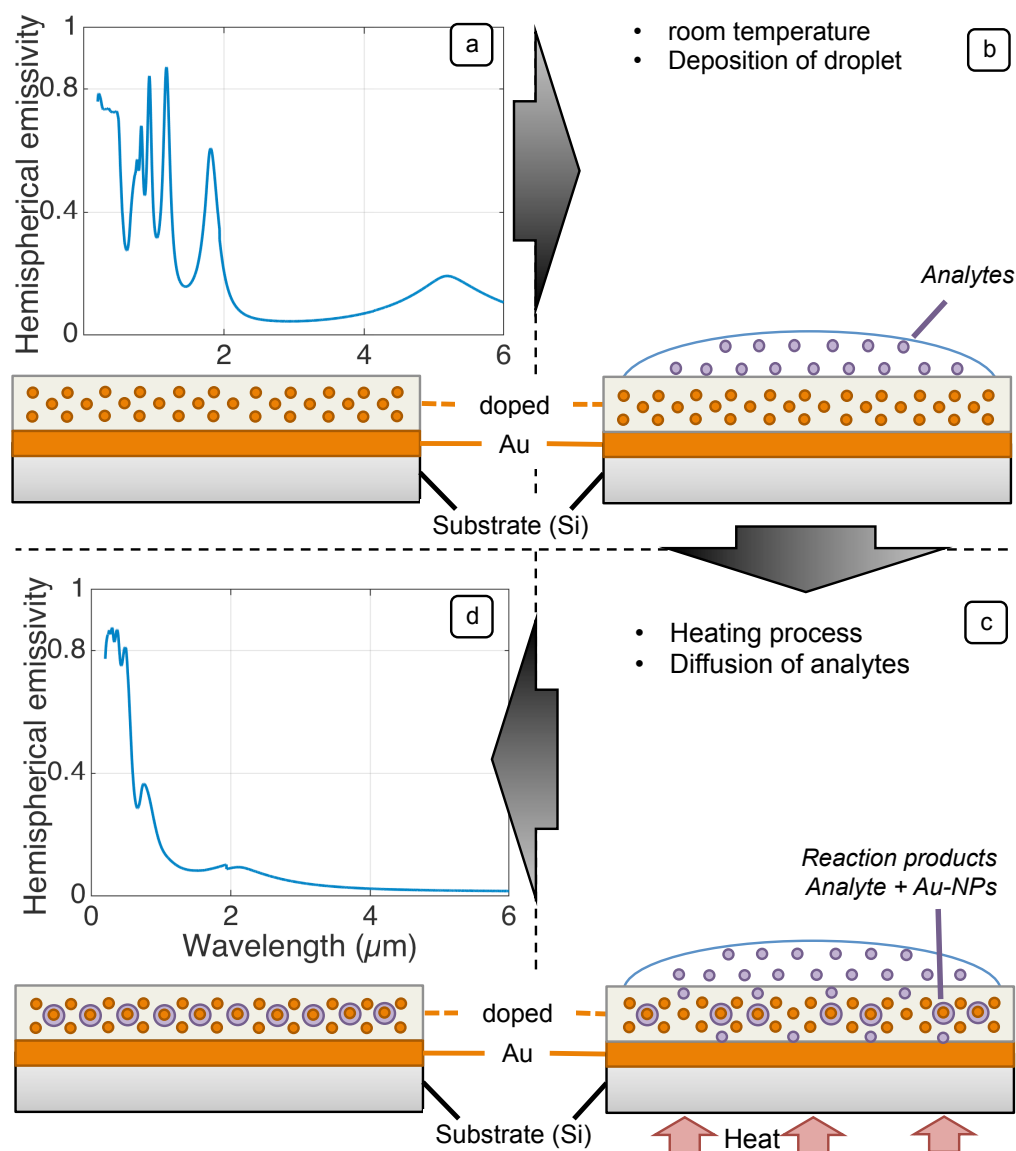 a
Hemispherical emissivity
1
0.8
0.4
0
2
4
6
• room temperature
• Deposition of droplet
b
Analytes
doped
Au
Substrate (Si)
• Heating process
• Diffusion of analytes
c
Reaction products
Analyte + Au-NPs
d
Hemispherical emissivity
1
0.8
0.4
0
0
2
4
6
Wavelength (μm)
doped
Au
Substrate (Si)
Heat